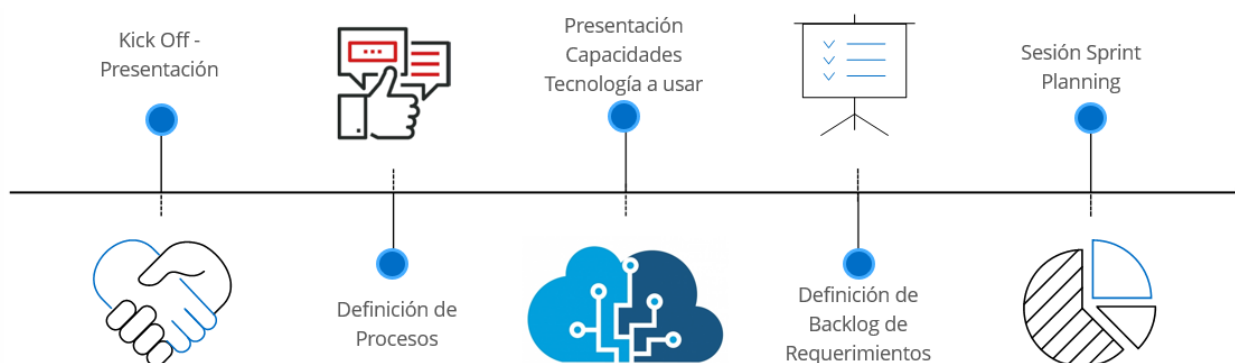 Kick Off -
Presentación
Definición de
Procesos
Presentación
Capacidades
Tecnología a usar
Definición de
Backlog de
Requerimientos
Sesión Sprint
Planning